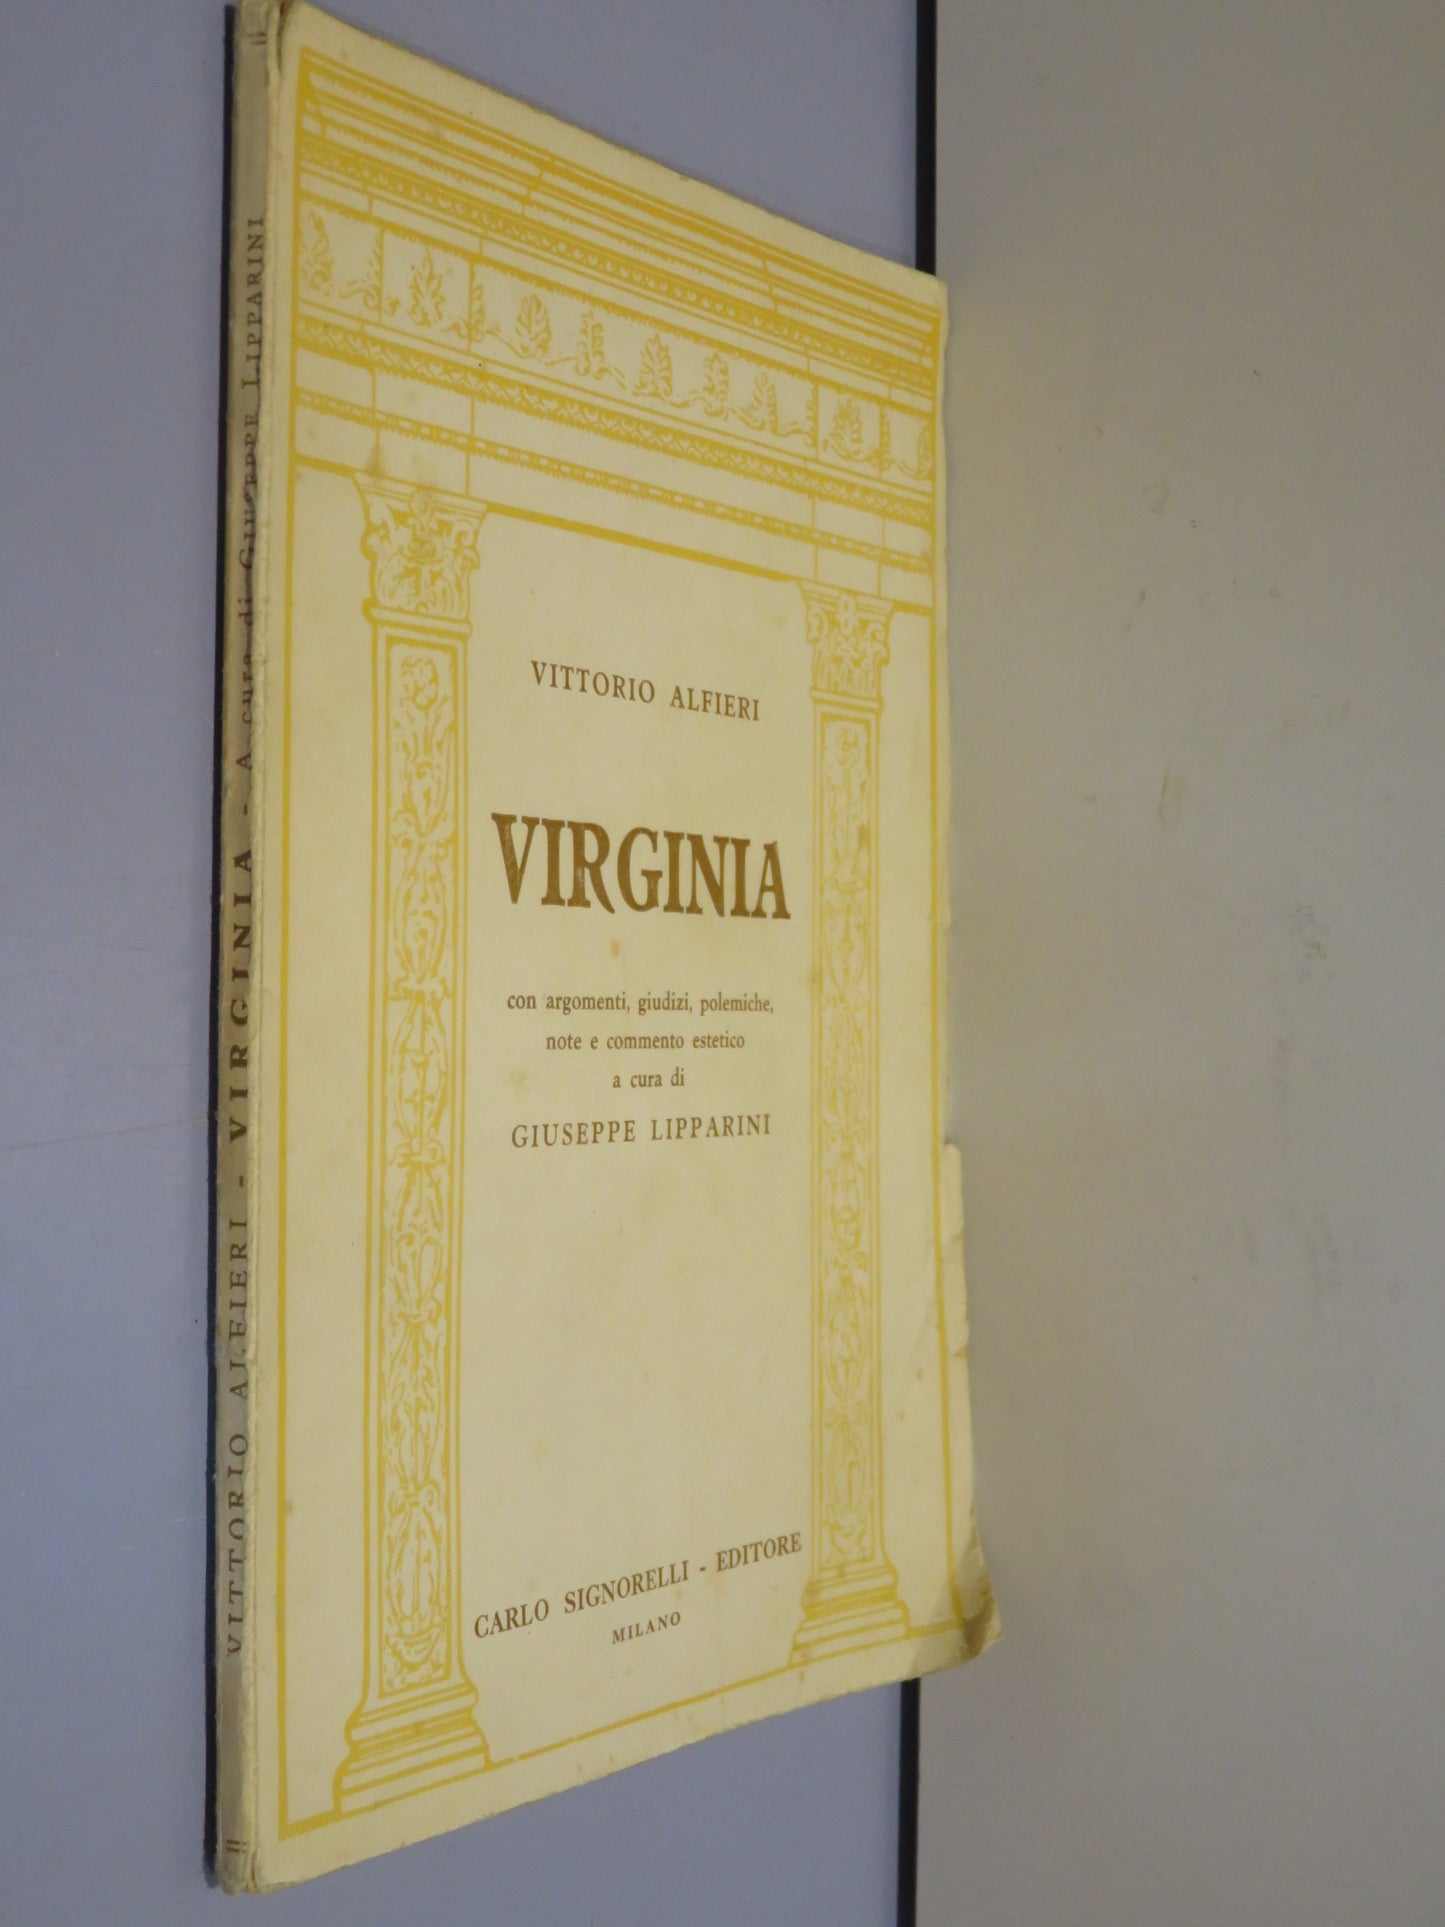 VITTORIO ALFIERI - VIRGINIA - A cura di GIUSEPPE LIPPARINI
VITTORIO ALFIERI
VIRGINIA
con argomenti, giudizi, polemiche,
note e commento estetico
a cura di
GIUSEPPE LIPPARINI
CARLO SIGNORELLI - EDITORE
MILANO